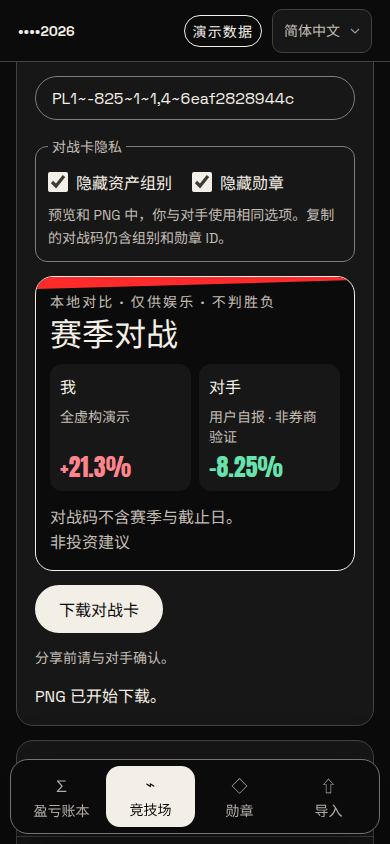 ••••2026
演示数据
简体中文
PL1~-825~1~1,4~6eaf2828944c
对战卡隐私
隐藏资产组别
隐藏勋章
预览和 PNG 中，你与对手使用相同选项。复制
的对战码仍含组别和勋章 ID。
本地对比 · 仅供娱乐 · 不判胜负
赛季对战
我
全虚构演示
+21.3%
对手
用户自报 · 非券商
验证
-8.25%
对战码不含赛季与截止日。
非投资建议
下载对战卡
分享前请与对手确认。
PNG 已开始下载。
Σ
盈亏账本
⌁
竞技场
◇
勋章
⇧
导入